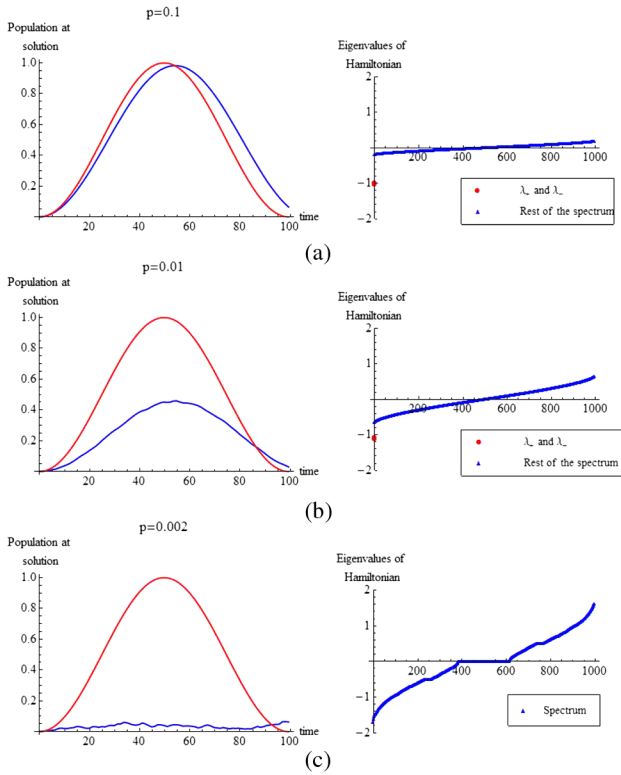 p=0.1
Population at
solution
1.0
0.8
0.6
0.4
0.2
20 40 60 80 100 time
Eigenvalues of
Hamiltonian
2
1
200 400 600 800 1000
-1
-2
λ+ and λ−
Rest of the spectrum
(a)
p=0.01
Population at
solution
1.0
0.8
0.6
0.4
0.2
20 40 60 80 100 time
Eigenvalues of
Hamiltonian
2
1
200 400 600 800 1000
-1
-2
λ+ and λ−
Rest of the spectrum
(b)
p=0.002
Population at
solution
1.0
0.8
0.6
0.4
0.2
20 40 60 80 100 time
Eigenvalues of
Hamiltonian
2
1
200 400 600 800 1000
-1
-2
Spectrum
(c)